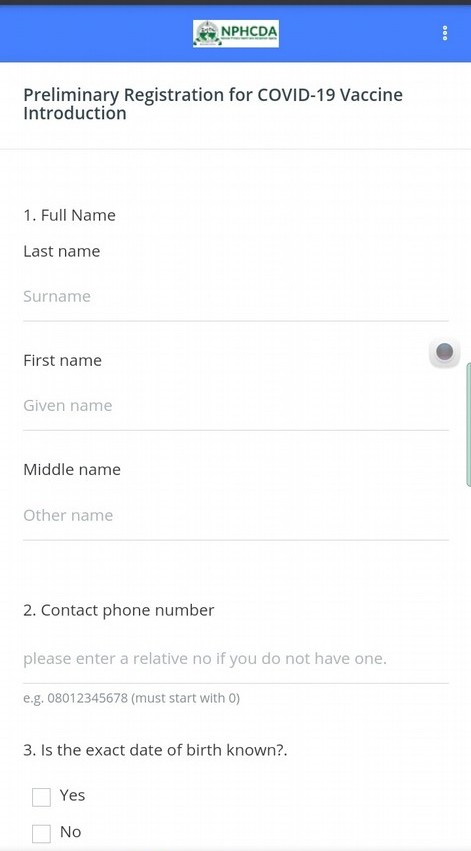 NPHCDA
Preliminary Registration for COVID-19 Vaccine
Introduction
1. Full Name
Last name
Surname
First name
Given name
Middle name
Other name
2. Contact phone number
please enter a relative no if you do not have one.
e.g. 08012345678 (must start with 0)
3. Is the exact date of birth known?.
Yes
No